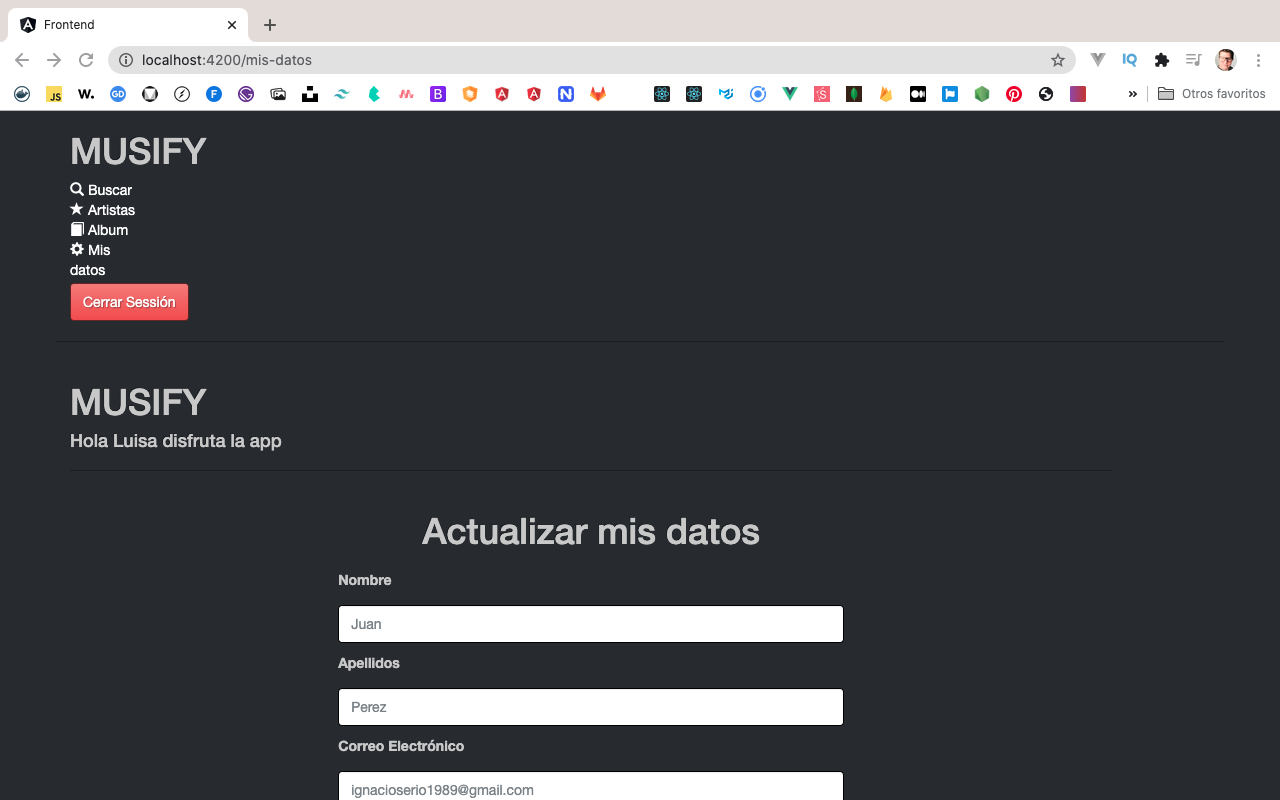 Frontend
localhost:4200/mis-datos
JS
w.
GD
F
B
N
IQ
» Otros favoritos
MUSIFY
Buscar
Artistas
Album
Mis
datos
Cerrar Sessión
MUSIFY
Hola Luisa disfruta la app
Actualizar mis datos
Nombre
Juan
Apellidos
Perez
Correo Electrónico
ignacioserio1989@gmail.com